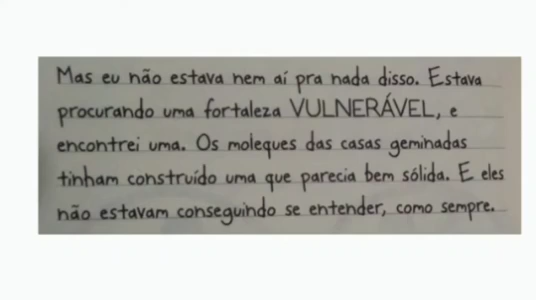 Mas eu não estava nem aí pra nada disso. Estava
procurando uma fortaleza VULNERÁVEL, e
encontrei uma. Os moleques das casas geminadas
tinham construído uma que parecia bem sólida. E eles
não estavam conseguindo se entender, como sempre.